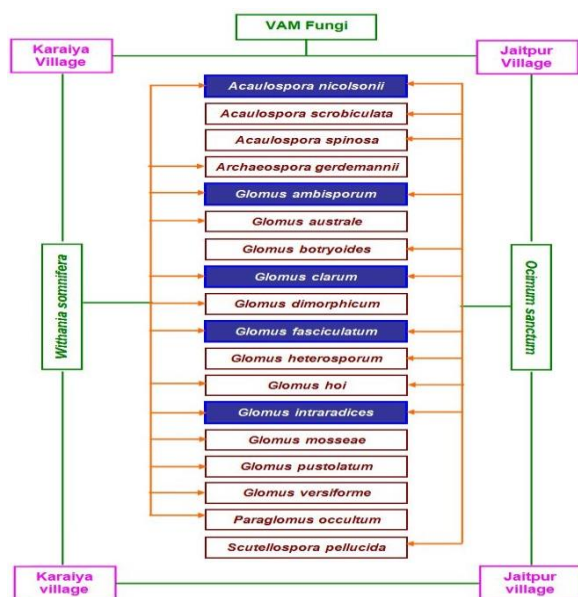 VAM Fungi
Karaiya
Village
Jaitpur
Village
Acaulospora nicolsonii
Acaulospora scrobiculata
Acaulospora spinosa
Archaeospora gerdemannii
Glomus ambisporum
Glomus australe
Glomus botryoides
Glomus clarum
Glomus dimorphicum
Glomus fasciculatum
Glomus heterosporum
Glomus hoi
Glomus intraradices
Glomus mosseae
Glomus pustolatum
Glomus versiforme
Paraglomus occultum
Scutellospora pellucida
Withania somnifera
Ocimum sanctum
Karaiya
village
Jaitpur
village